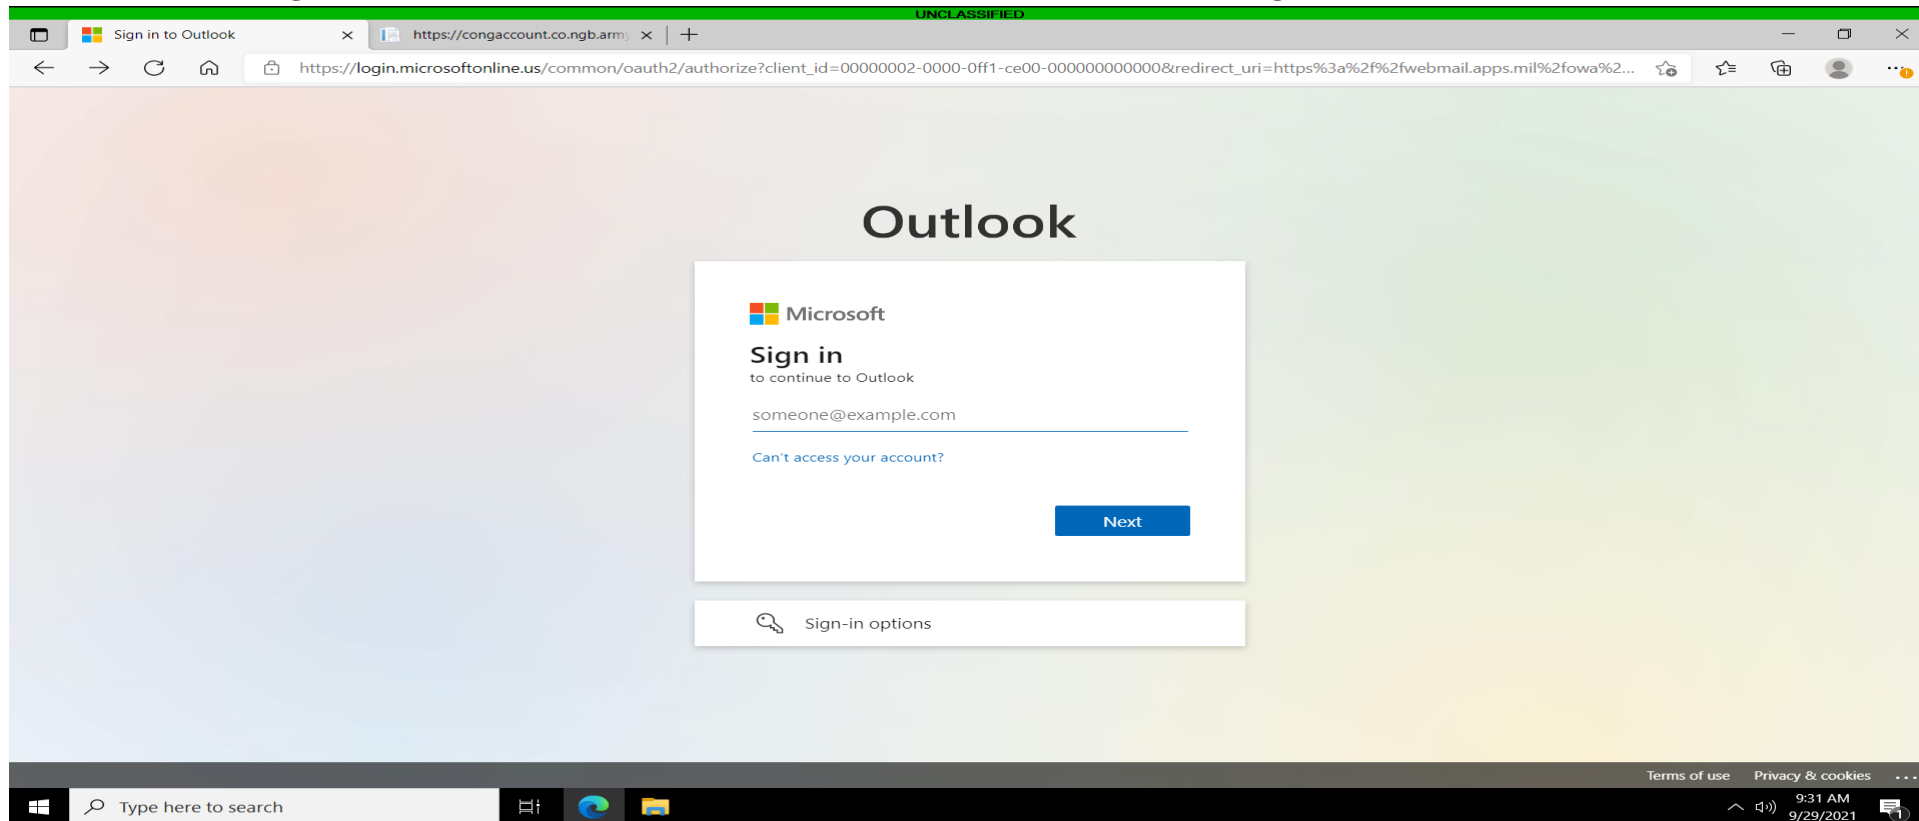 UNCLASSIFIED
Sign in to Outlook
https://congaccount.co.ngb.army
https://login.microsoftonline.us/common/oauth2/authorize?client_id=00000002-0000-0ff1-ce00-000000000000&redirect_uri=https%3a%2f%2fwebmail.apps.mil%2fowa%2...
Outlook
Microsoft
Sign in
to continue to Outlook
someone@example.com
Can't access your account?
Next
Sign-in options
Terms of use Privacy & cookies ...
Type here to search
9:31 AM
9/29/2021
1